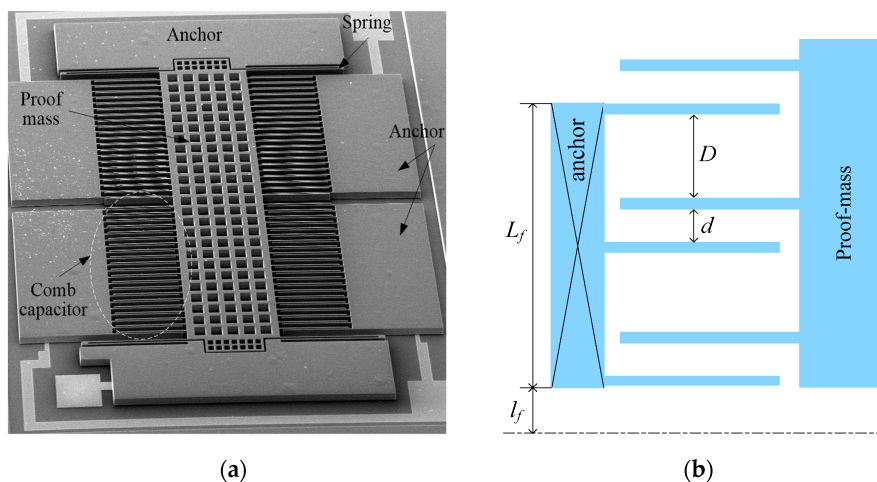 Anchor
Spring
Proof
mass
Anchor
Comb
capacitor
(a)
anchor
D
d
L_f
l_f
Proof-mass
(b)